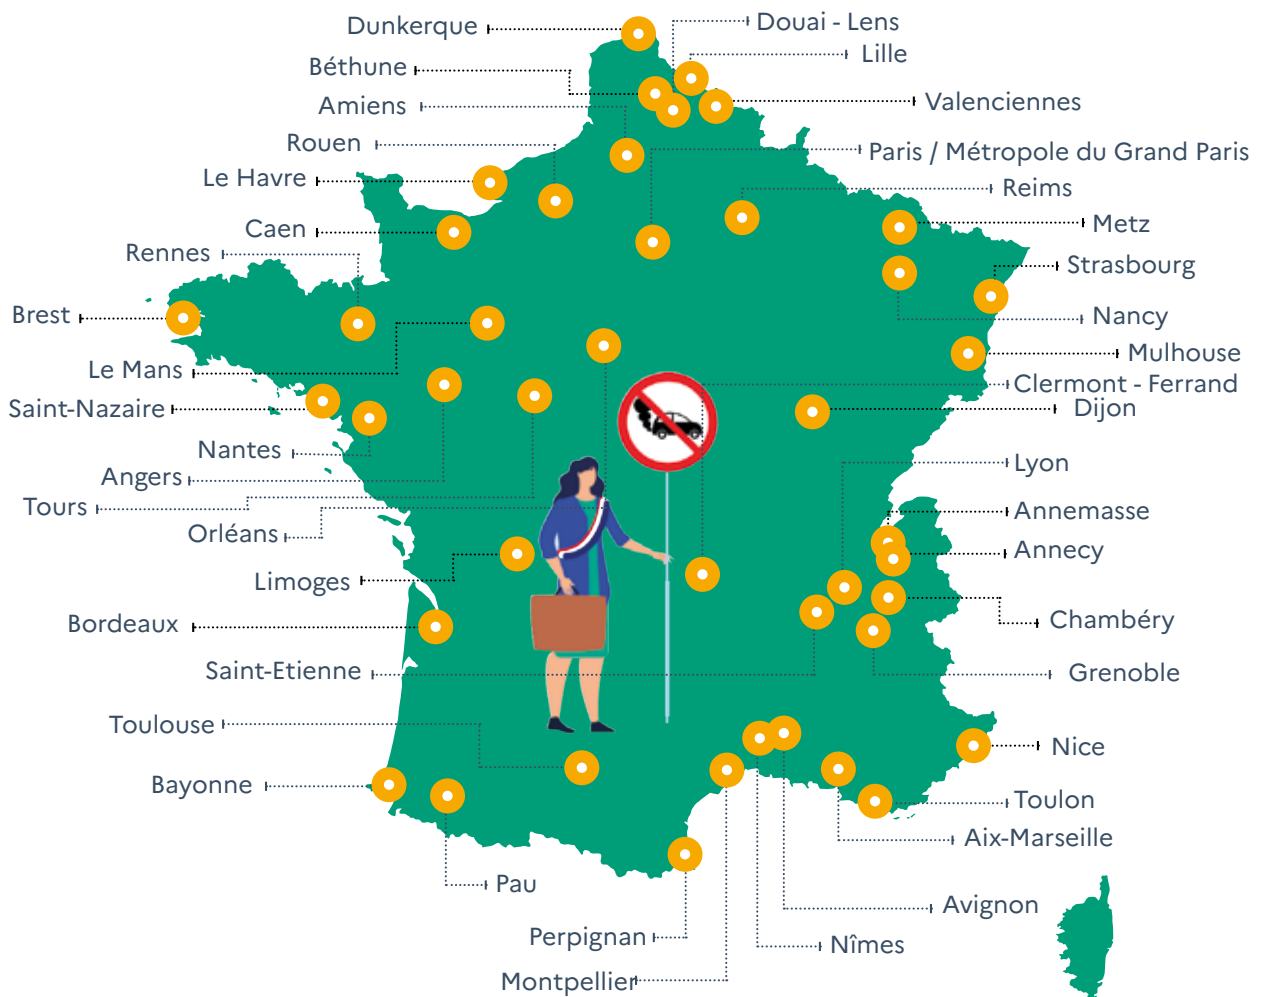 Dunkerque
Douai - Lens
Lille
Béthune
Amiens
Valenciennes
Rouen
Paris / Métropole du Grand Paris
Le Havre
Reims
Caen
Metz
Rennes
Strasbourg
Brest
Nancy
Le Mans
Mulhouse
Clermont - Ferrand
Saint-Nazaire
Dijon
Nantes
Lyon
Angers
Tours
Annemasse
Orléans
Annecy
Limoges
Bordeaux
Chambéry
Saint-Etienne
Grenoble
Toulouse
Nice
Bayonne
Toulon
Aix-Marseille
Pau
Avignon
Perpignan
Nîmes
Montpellier